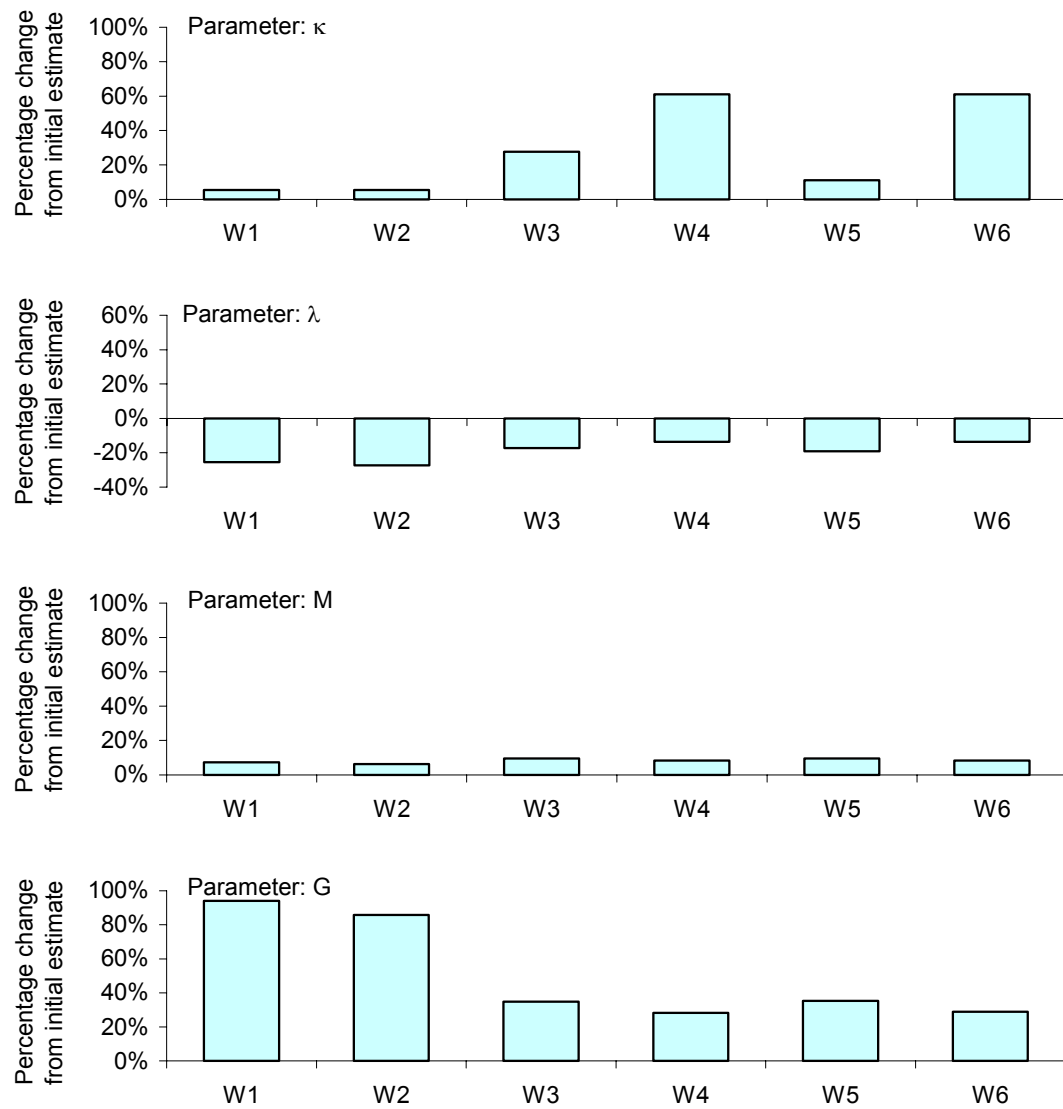 Percentage change
from initial estimate
Parameter: κ
100%
80%
60%
40%
20%
0%
W1 W2 W3 W4 W5 W6
Percentage change
from initial estimate
Parameter: λ
60%
40%
20%
0%
-20%
-40%
W1 W2 W3 W4 W5 W6
Percentage change
from initial estimate
Parameter: M
100%
80%
60%
40%
20%
0%
W1 W2 W3 W4 W5 W6
Percentage change
from initial estimate
Parameter: G
100%
80%
60%
40%
20%
0%
W1 W2 W3 W4 W5 W6